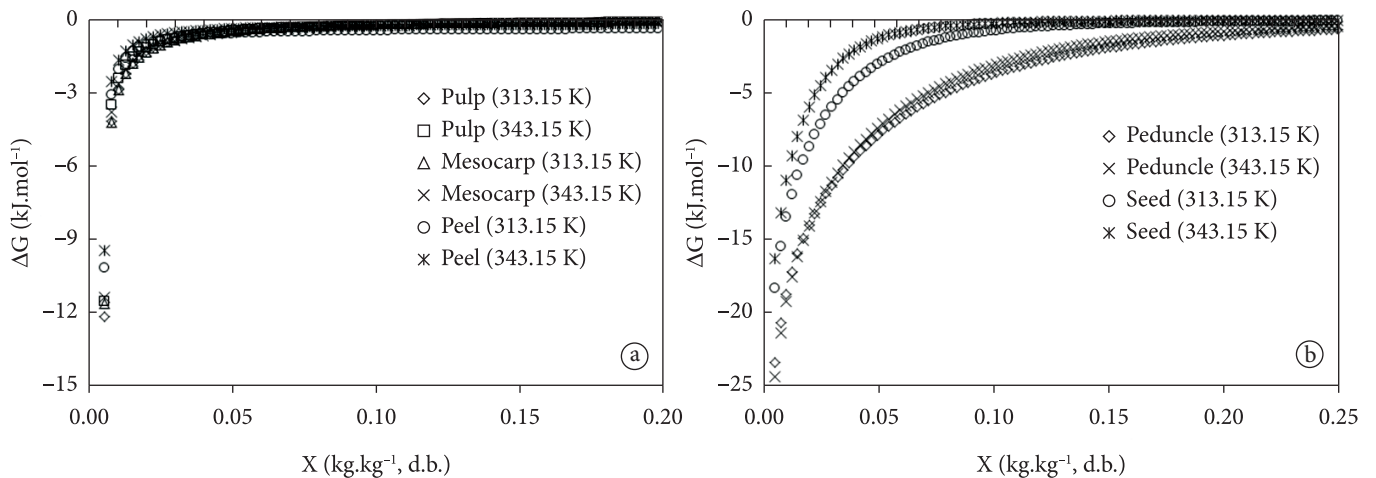 0
−3
−6
−9
−12
−15
ΔG (kJ.mol⁻¹)
Pulp (313.15 K)
Pulp (343.15 K)
Mesocarp (313.15 K)
Mesocarp (343.15 K)
Peel (313.15 K)
Peel (343.15 K)
a
0.00 0.05 0.10 0.15 0.20
X (kg.kg⁻¹, d.b.)
0
−5
−10
−15
−20
−25
ΔG (kJ.mol⁻¹)
Peduncle (313.15 K)
Peduncle (343.15 K)
Seed (313.15 K)
Seed (343.15 K)
b
0.00 0.05 0.10 0.15 0.20 0.25
X (kg.kg⁻¹, d.b.)